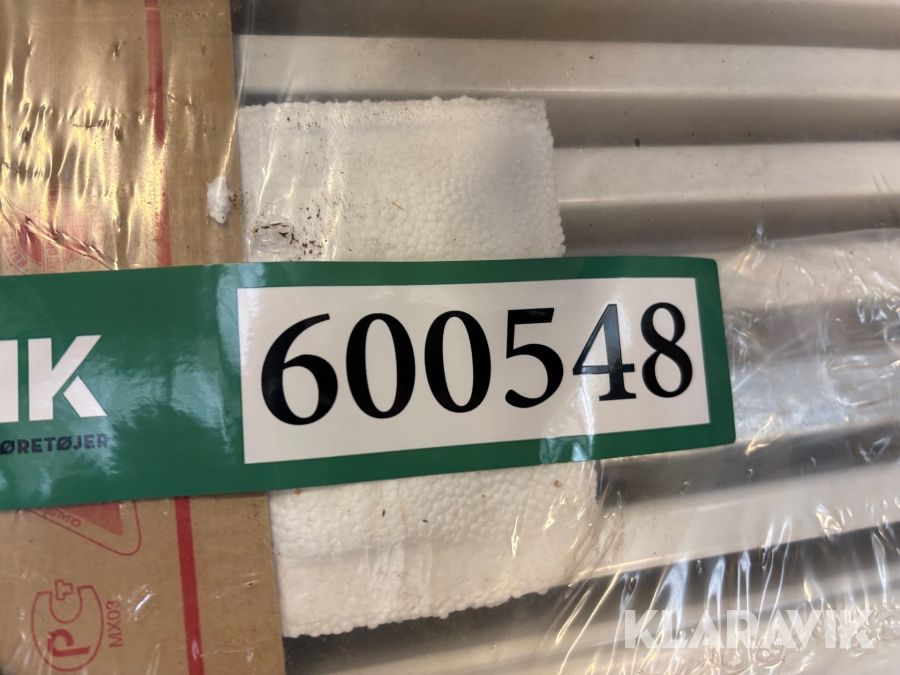 IK
ØRETØJER
600548
MX03
KLARAVIK